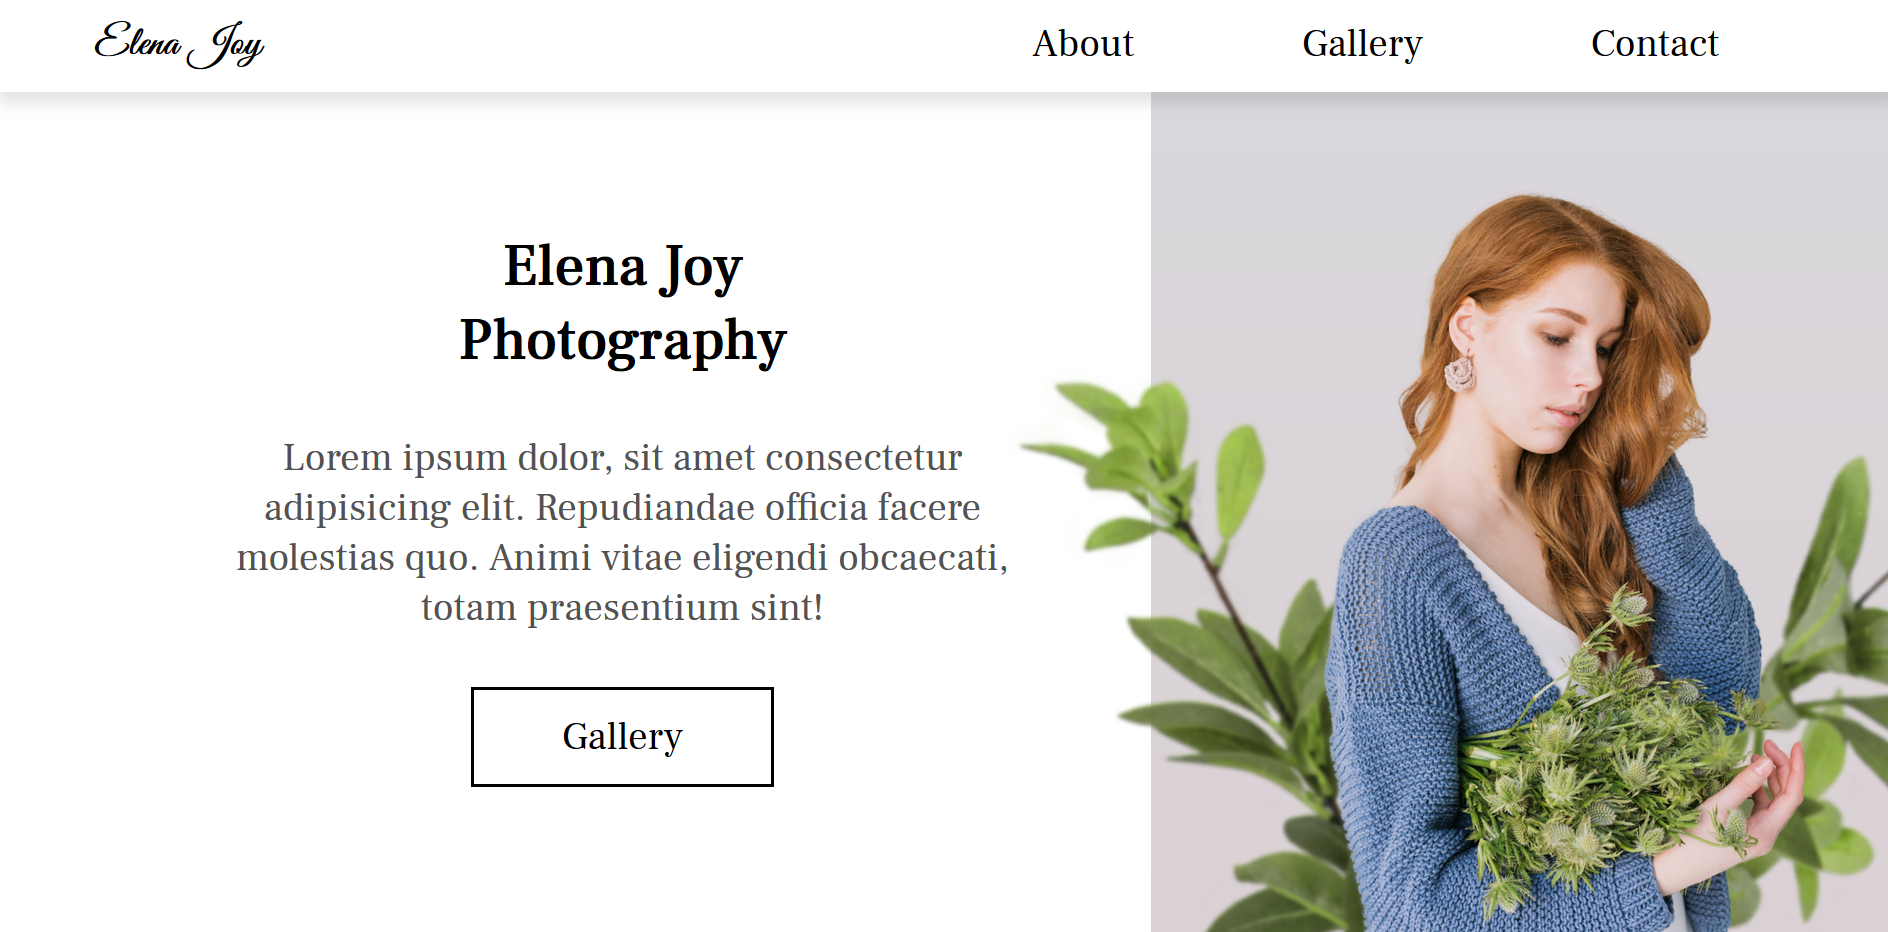 Elena Joy
About
Gallery
Contact
Elena Joy
Photography
Lorem ipsum dolor, sit amet consectetur
adipisicing elit. Repudiandae officia facere
molestias quo. Animi vitae eligendi obcaecati,
totam praesentium sint!
Gallery